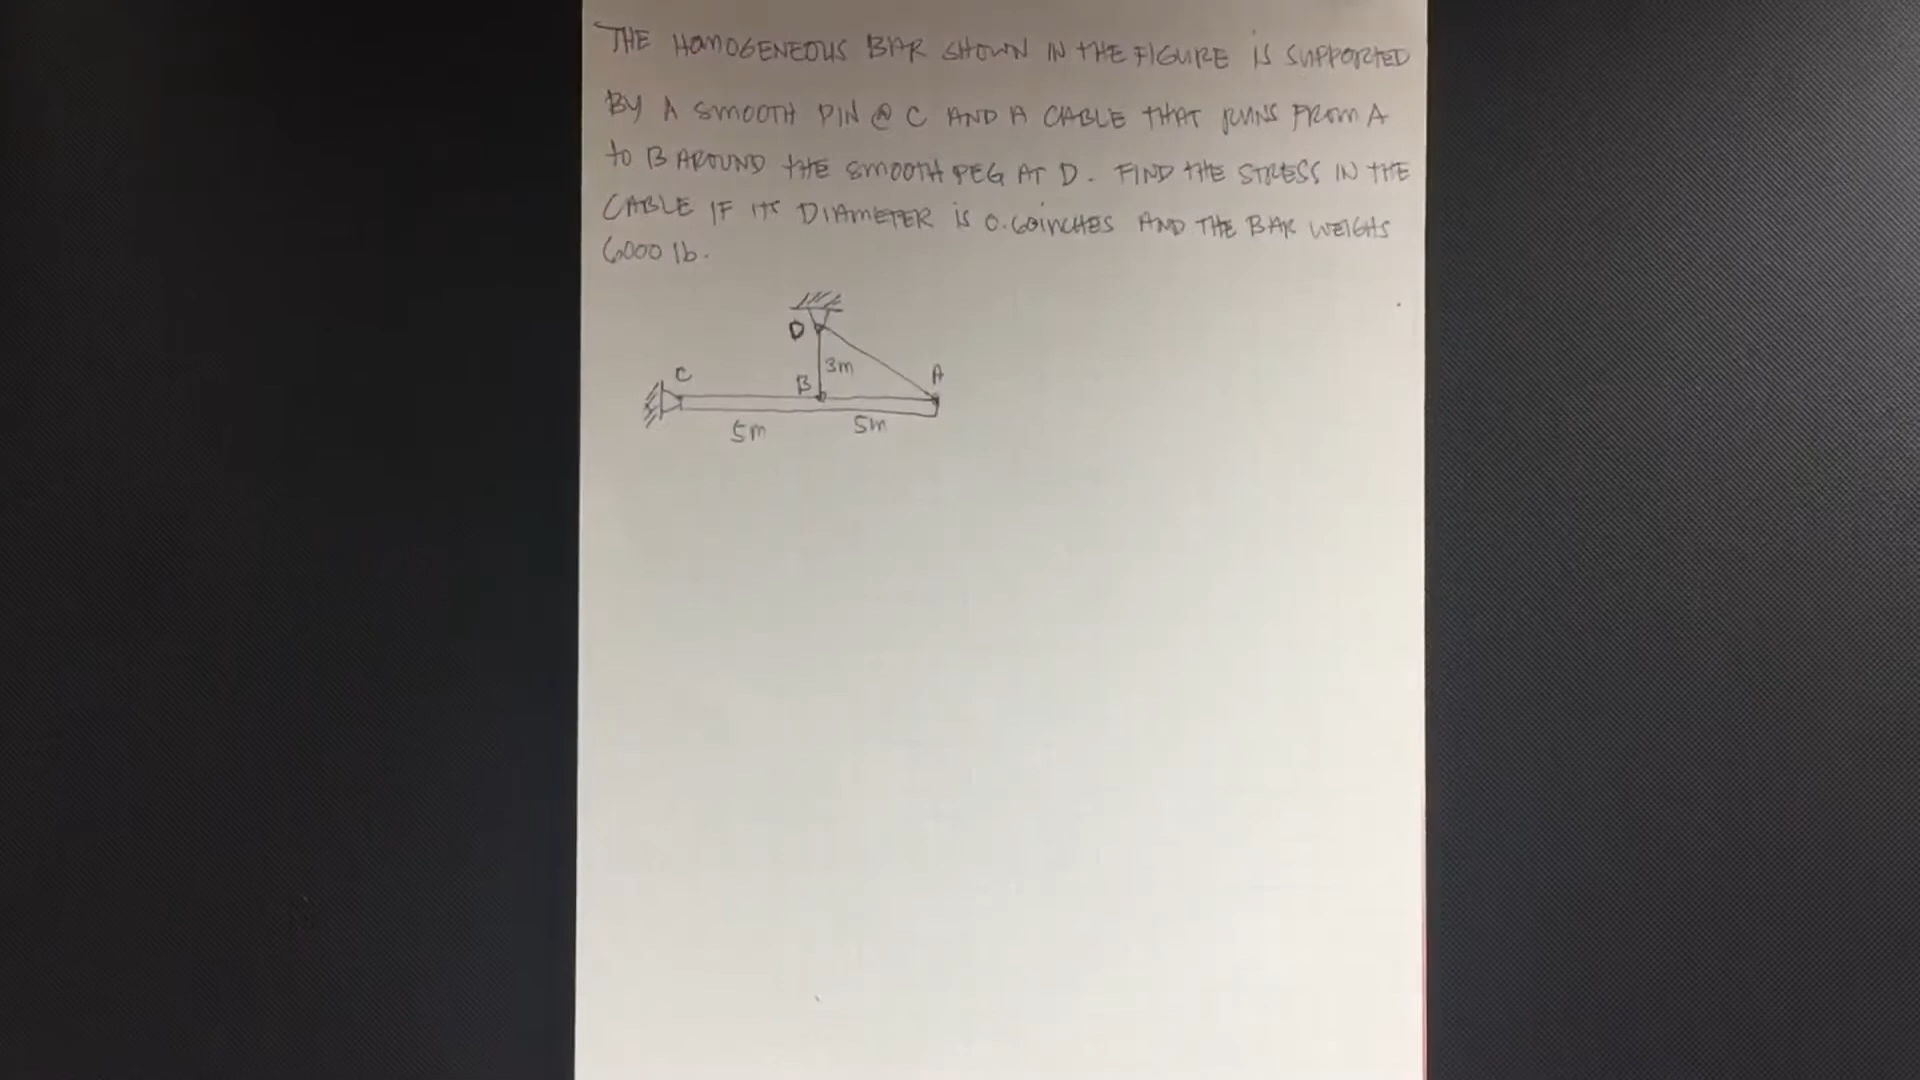 THE HOMOGENEOUS BAR SHOWN IN THE FIGURE IS SUPPORTED
BY A SMOOTH PIN @ C AND A CABLE THAT RUNS FROM A
TO B AROUND THE SMOOTH PEG AT D. FIND THE STRESS IN THE
CABLE IF ITS DIAMETER IS 0.60INCHES AND THE BAR WEIGHS
6000 lb.
D
3m
C
B
A
5m
5m